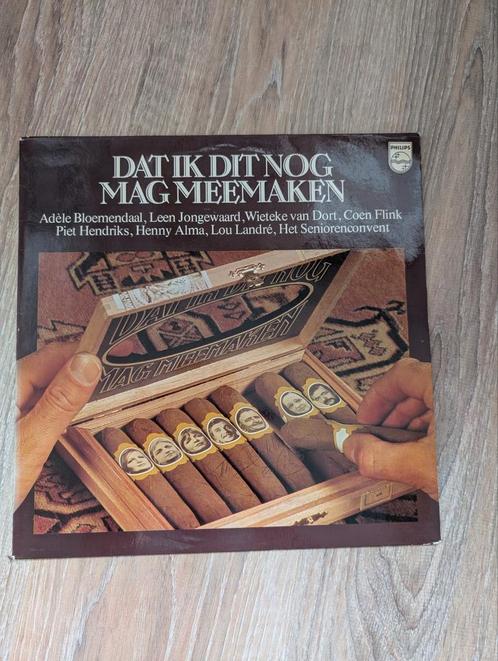 DAT IK DIT NOG
MAG MEEMAKEN
PHILIPS
Adèle Bloemendaal, Leen Jongewaard, Wieteke van Dort, Coen Flink
Piet Hendriks, Henny Alma, Lou Landré, Het Seniorenconvent
DAT IK DIT NOG
MAG MEEMAKEN